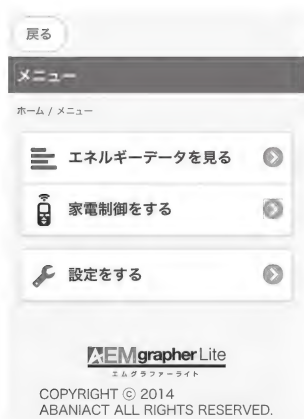 戻る
メニュー
ホーム / メニュー
エネルギーデータを見る
家電制御をする
設定をする
AEMgrapher Lite
エムグラファーライト
COPYRIGHT © 2014
ABANIACT ALL RIGHTS RESERVED.